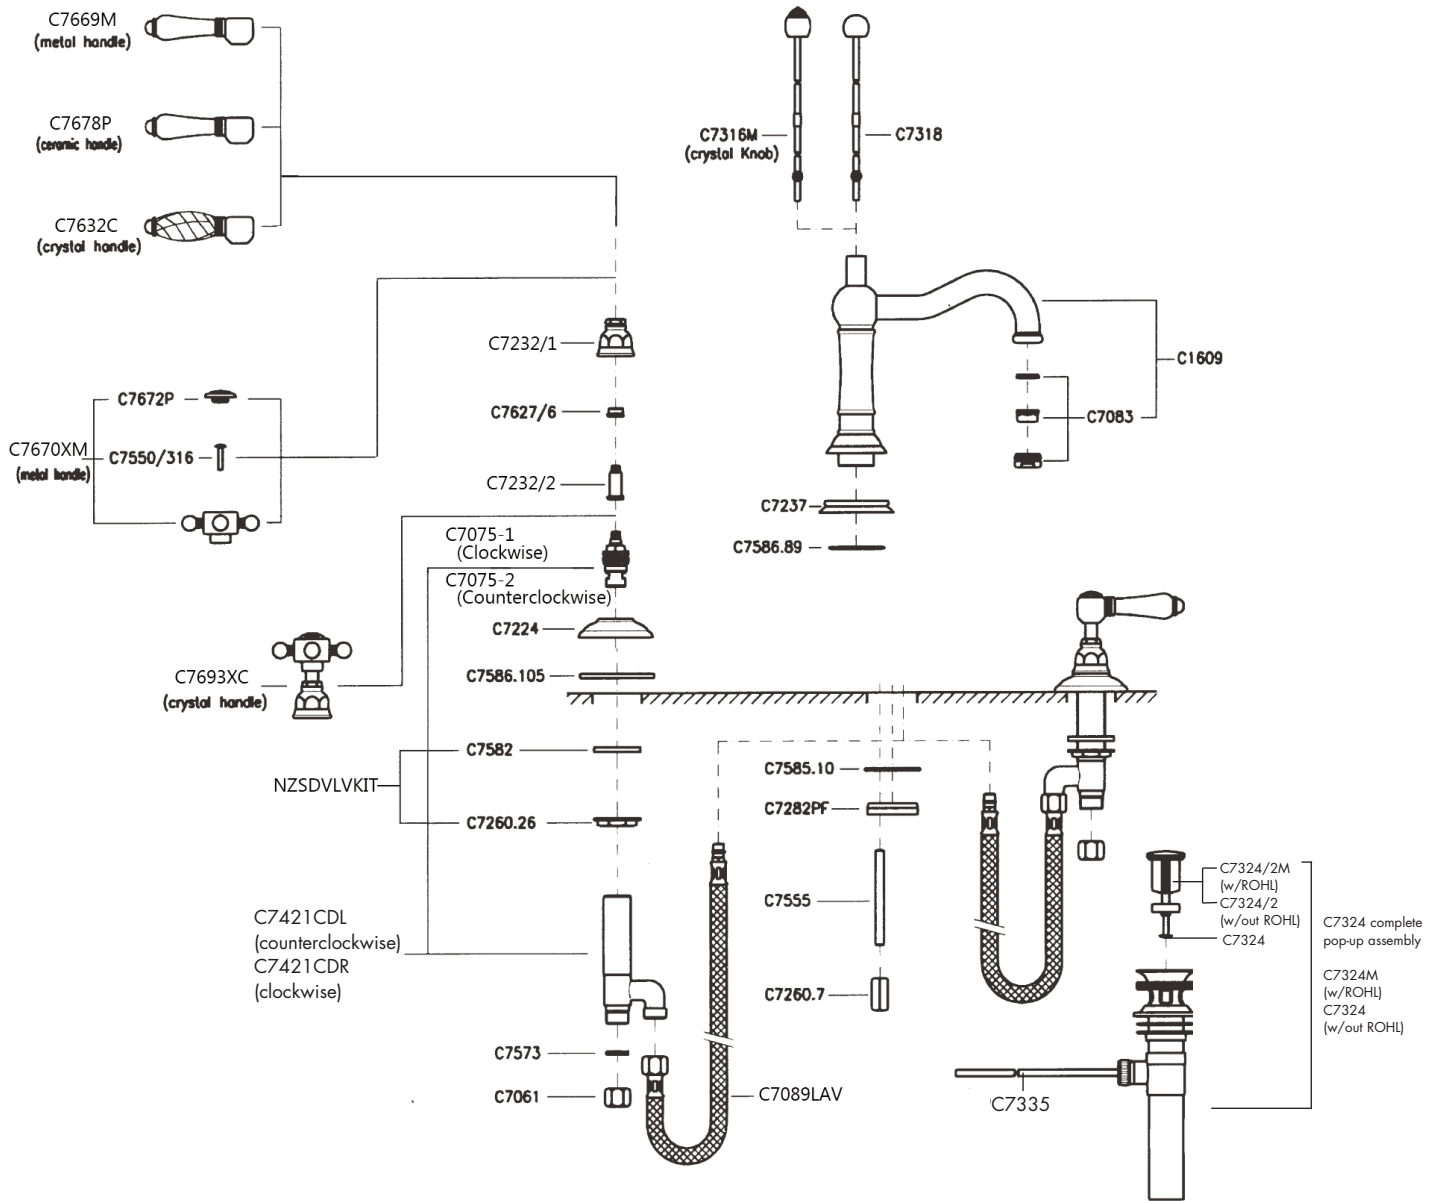 C7669M
(metal handle)
C7678P
(ceramic handle)
C7632C
(crystal handle)
C7316M
(crystal Knob)
C7318
C7232/1
C1609
C7672P
C7627/6
C7083
C7670XM
(metal handle)
C7550/316
C7232/2
C7237
C7075-1
(Clockwise)
C7586.89
C7075-2
(Counterclockwise)
C7224
C7693XC
(crystal handle)
C7586.105
C7582
C7585.10
NZSDVLVKIT
C7282PF
C7260.26
C7324/2M
(w/ROHL)
C7324/2
(w/out ROHL)
C7324
C7324 complete
pop-up assembly
C7324M
(w/ROHL)
C7324
(w/out ROHL)
C7555
C7421CDL
(counterclockwise)
C7421CDR
(clockwise)
C7260.7
C7573
C7061
C7089LAV
C7335